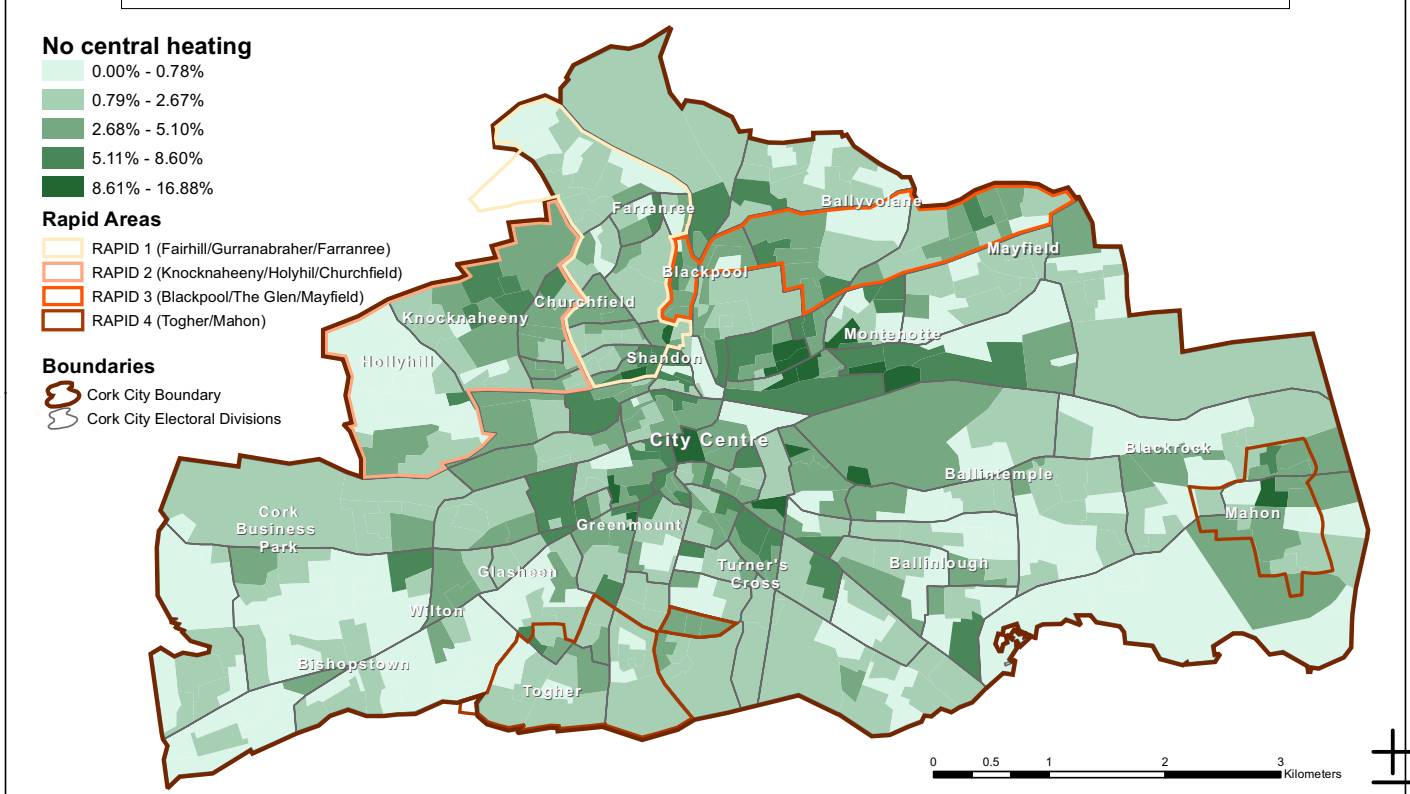 No central heating
0.00% - 0.78%
0.79% - 2.67%
2.68% - 5.10%
5.11% - 8.60%
8.61% - 16.88%
Rapid Areas
RAPID 1 (Fairhill/Gurranabraher/Farranree)
RAPID 2 (Knocknaheeny/Holyhil/Churchfield)
RAPID 3 (Blackpool/The Glen/Mayfield)
RAPID 4 (Togher/Mahon)
Boundaries
Cork City Boundary
Cork City Electoral Divisions
Ballyvolane
Farranree
Mayfield
Blackpool
Churchfield
Knocknaheeny
Montenotte
Shandon
Hollyhill
City Centre
Blackrock
Ballintemple
Cork
Business
Park
Mahon
Greenmount
Turner's
Cross
Ballinlough
Glasheen
Wilton
Bishopstown
Togher
0 0.5 1 2 3
Kilometers